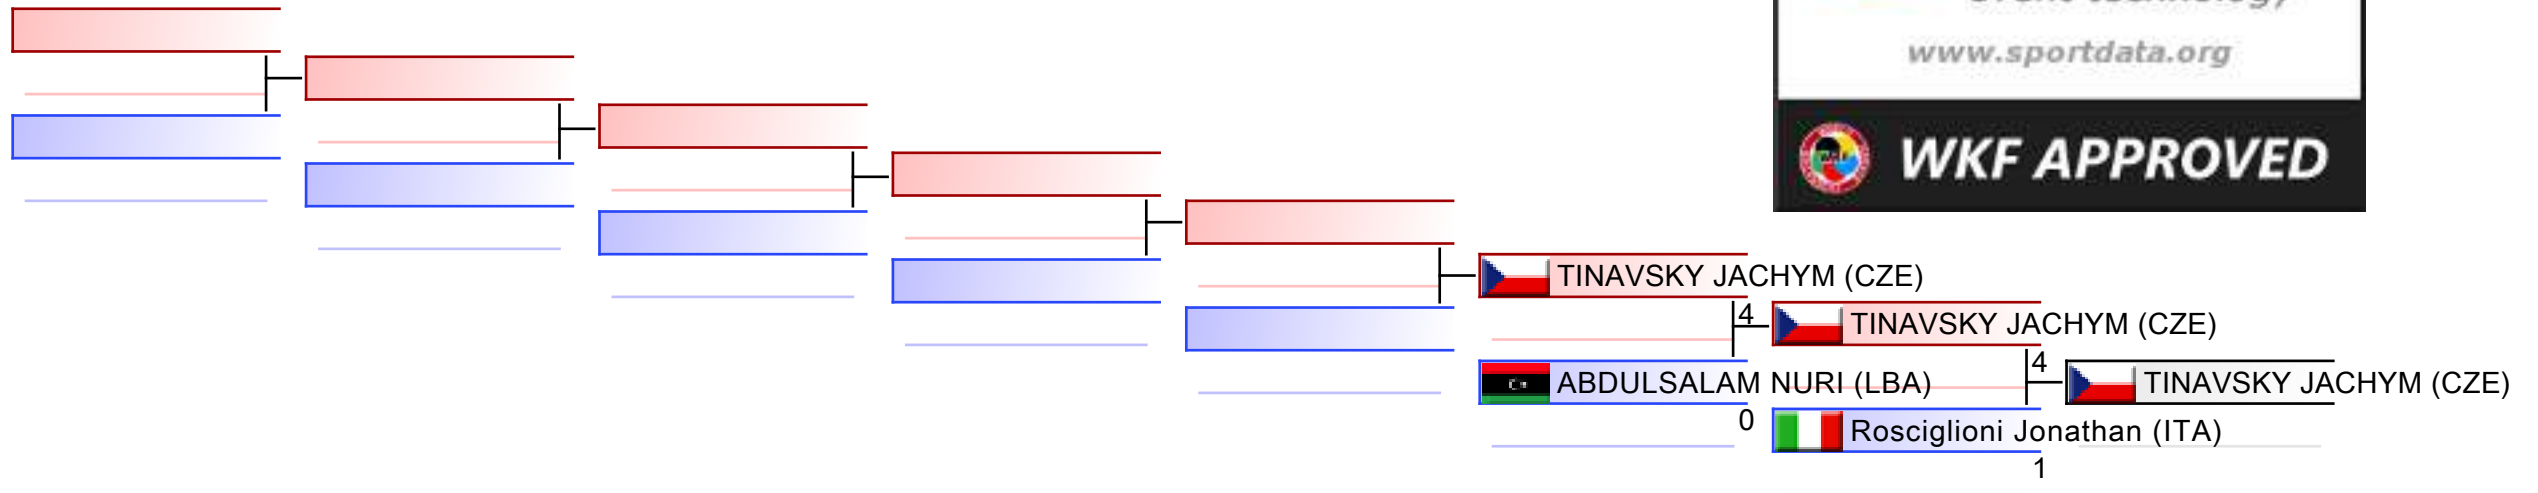 www.sportdata.org
WKF APPROVED
TINAVSKY JACHYM (CZE)
4
TINAVSKY JACHYM (CZE)
ABDULSALAM NURI (LBA)
0
4
TINAVSKY JACHYM (CZE)
Rosciglioni Jonathan (ITA)
1